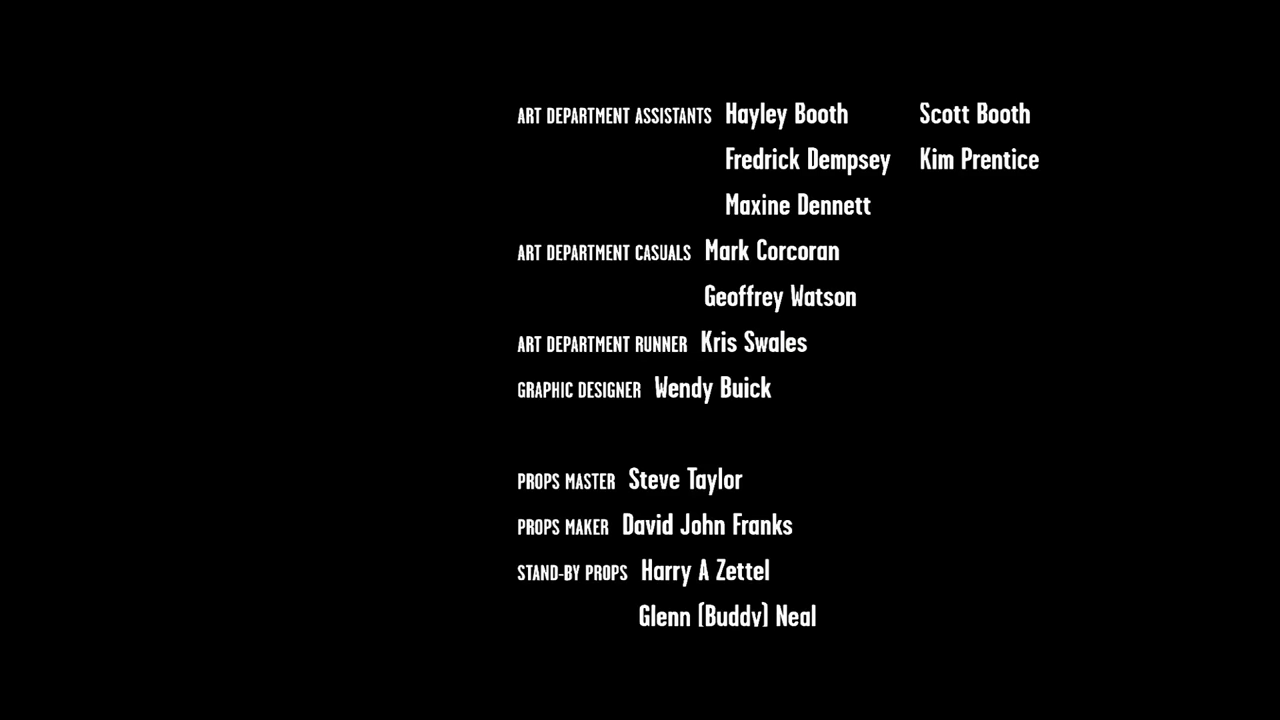 ART DEPARTMENT ASSISTANTS Hayley Booth Scott Booth
Fredrick Dempsey Kim Prentice
Maxine Dennett
ART DEPARTMENT CASUALS Mark Corcoran
Geoffrey Watson
ART DEPARTMENT RUNNER Kris Swales
GRAPHIC DESIGNER Wendy Buick
PROPS MASTER Steve Taylor
PROPS MAKER David John Franks
STAND-BY PROPS Harry A Zettel
Glenn (Buddy) Neal